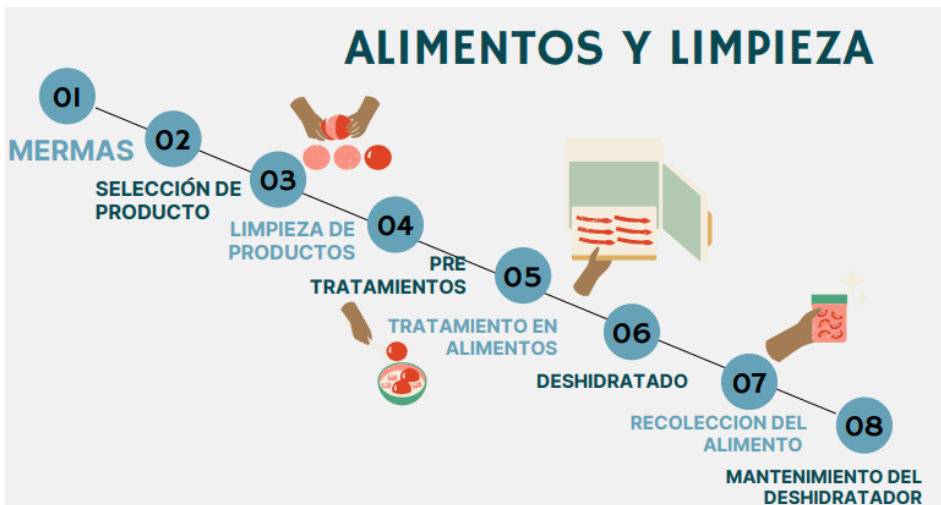 ALIMENTOS Y LIMPIEZA
01
MERMAS
02
SELECCIÓN DE
PRODUCTO
03
LIMPIEZA DE
PRODUCTOS
04
PRE
TRATAMIENTOS
05
TRATAMIENTO EN
ALIMENTOS
06
DESHIDRATADO
07
RECOLECCION DEL
ALIMENTO
08
MANTENIMIENTO DEL
DESHIDRATADOR